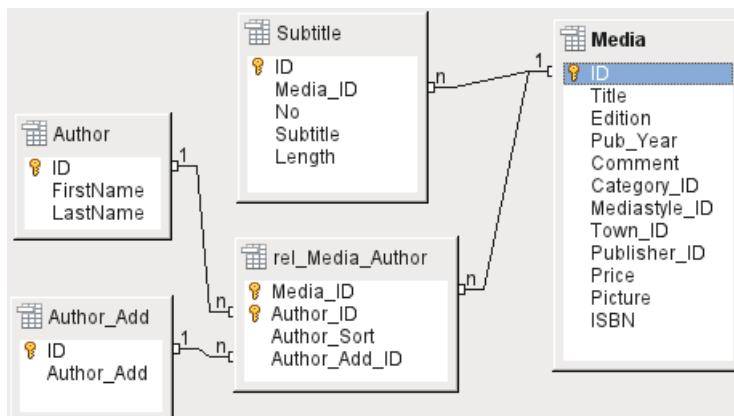 Subtitle
ID
Media_ID
No
Subtitle
Length
n
Media
1
ID
Title
Edition
Pub_Year
Comment
Category_ID
Mediastyle_ID
Town_ID
Publisher_ID
Price
Picture
ISBN
Author
1
ID
FirstName
LastName
rel_Media_Author
n
Media_ID
n
Author_ID
Author_Sort
n
Author_Add_ID
Author_Add
1
ID
Author_Add